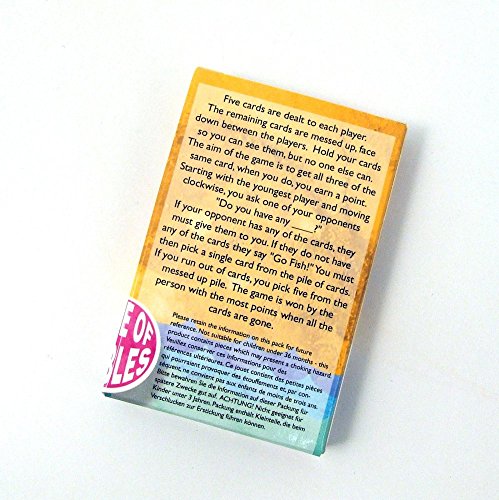 Five cards are dealt to each player.
The remaining cards are messed up, face
down between the players. Hold your cards
so you can see them, but no one else can.
The aim of the game is to get all three of the
same card, when you do, you earn a point.
Starting with the youngest player and moving
clockwise, you ask one of your opponents
"Do you have any ____?"
If your opponent has any of the cards, they
must give them to you. If they do not have
any of the cards they say "Go Fish!" You must
then pick a single card from the pile of cards.
If you run out of cards, you pick five from the
messed up pile. The game is won by the
person with the most points when all the
cards are gone.
Please retain the information on this pack for future
reference. Not suitable for children under 36 months - this
product contains pieces which may present a choking hazard.
Veuillez conserver ces informations pour des
références ultérieures. Ce jouet contient des petites pièces
qui pourraient provoquer des étouffements et, par con-
séquent, ne convient pas aux enfants de moins de trois ans.
Bitte bewahren Sie die Information auf dieser Packung für
spätere Zwecke gut auf. ACHTUNG! Nicht geeignet für
Kinder unter 3 Jahren. Packung enthält Kleinteile, die beim
Verschlucken zur Erstickung führen können.
E OF
BLES